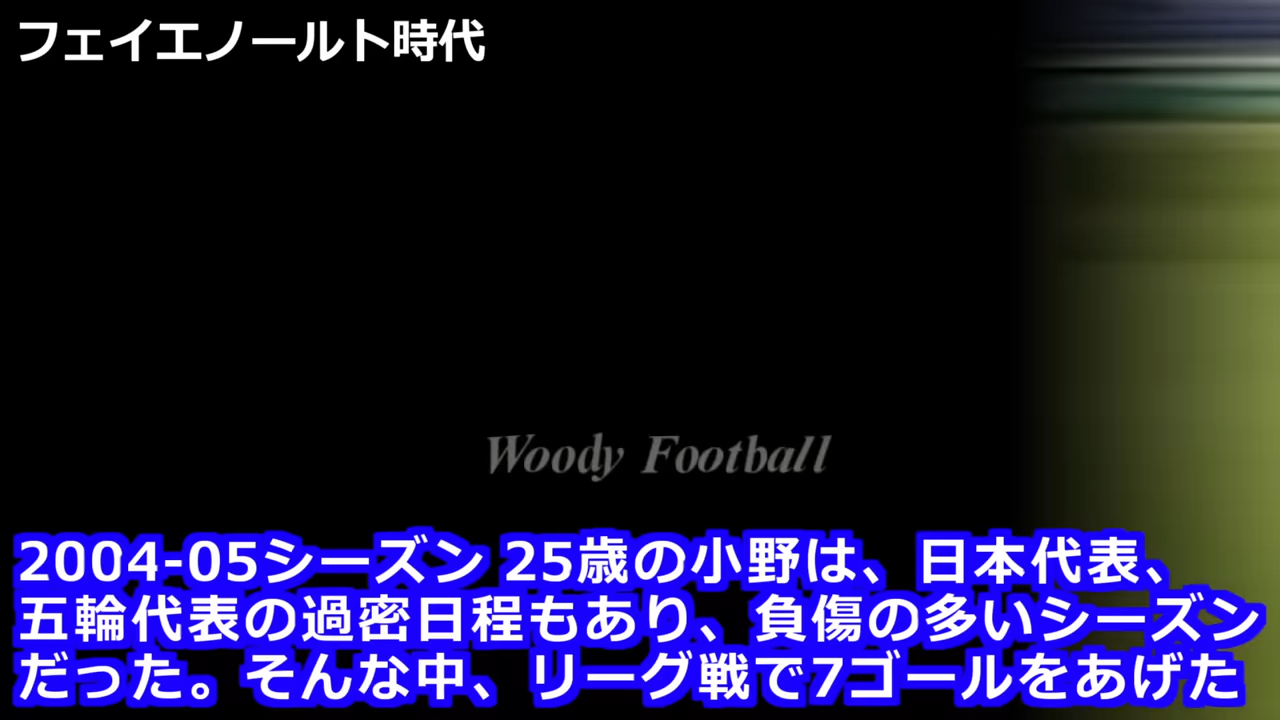 フェイエノールト時代
Woody Football
2004-05シーズン 25歳の小野は、日本代表、
五輪代表の過密日程もあり、負傷の多いシーズン
だった。そんな中、リーグ戦で7ゴールをあげた